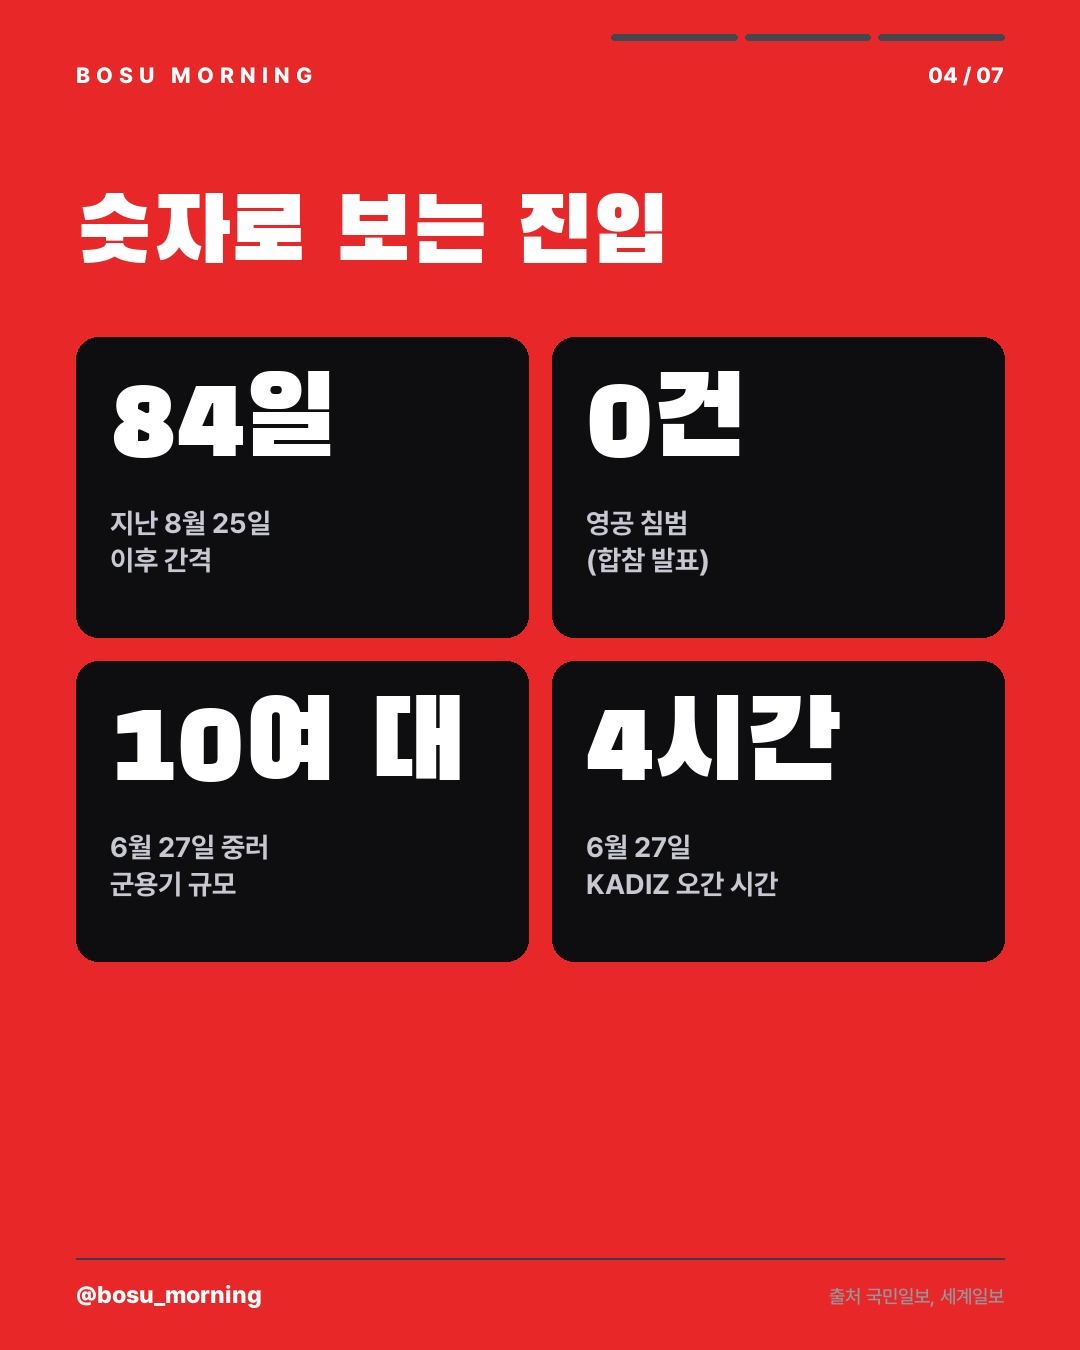 BOSU MORNING
04 / 07
숫자로 보는 진입
84일
지난 8월 25일
이후 간격
0건
영공 침범
(합참 발표)
10여 대
6월 27일 중러
군용기 규모
4시간
6월 27일
KADIZ 오간 시간
@bosu_morning
출처 국민일보, 세계일보